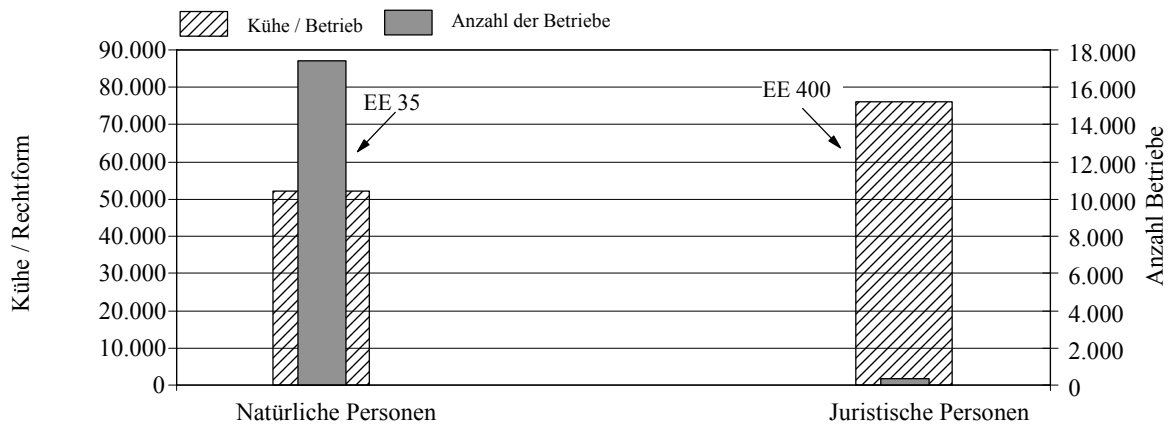 Kühe / Betrieb
Anzahl der Betriebe
Kühe / Rechtform
90.000
80.000
70.000
60.000
50.000
40.000
30.000
20.000
10.000
0
EE 35
EE 400
18.000
16.000
14.000
12.000
10.000
8.000
6.000
4.000
2.000
0
Anzahl Betriebe
Natürliche Personen
Juristische Personen